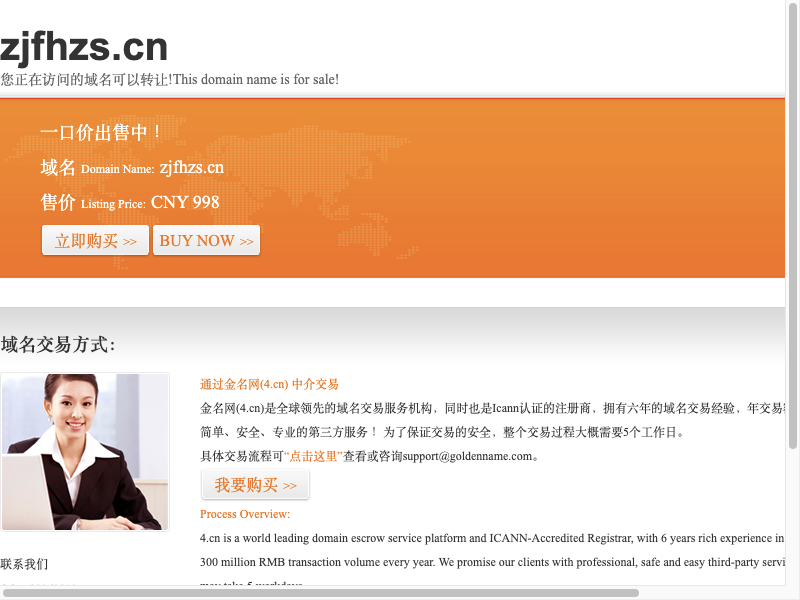 zjfhzs.cn
您正在访问的域名可以转让!This domain name is for sale!
一口价出售中！
域名 Domain Name: zjfhzs.cn
售价 Listing Price: CNY 998
立即购买 >> BUY NOW >>
域名交易方式：
通过金名网(4.cn) 中介交易
金名网(4.cn)是全球领先的域名交易服务机构，同时也是Icann认证的注册商，拥有六年的域名交易经验，年交易
简单、安全、专业的第三方服务！ 为了保证交易的安全，整个交易过程大概需要5个工作日。
具体交易流程可“点击这里”查看或咨询support@goldenname.com。
我要购买 >>
Process Overview:
4.cn is a world leading domain escrow service platform and ICANN-Accredited Registrar, with 6 years rich experience in
300 million RMB transaction volume every year. We promise our clients with professional, safe and easy third-party
may take 5 workdays.
联系我们